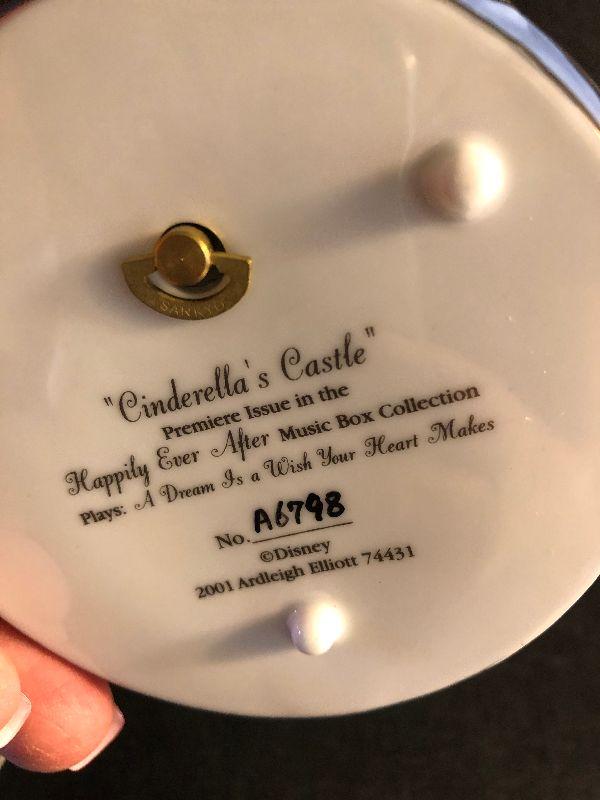 SANKYO
"Cinderella's Castle"
Premiere Issue in the
Happily Ever After Music Box Collection
Plays: A Dream Is a Wish Your Heart Makes
No. A6798
©Disney
2001 Ardleigh Elliott 74431